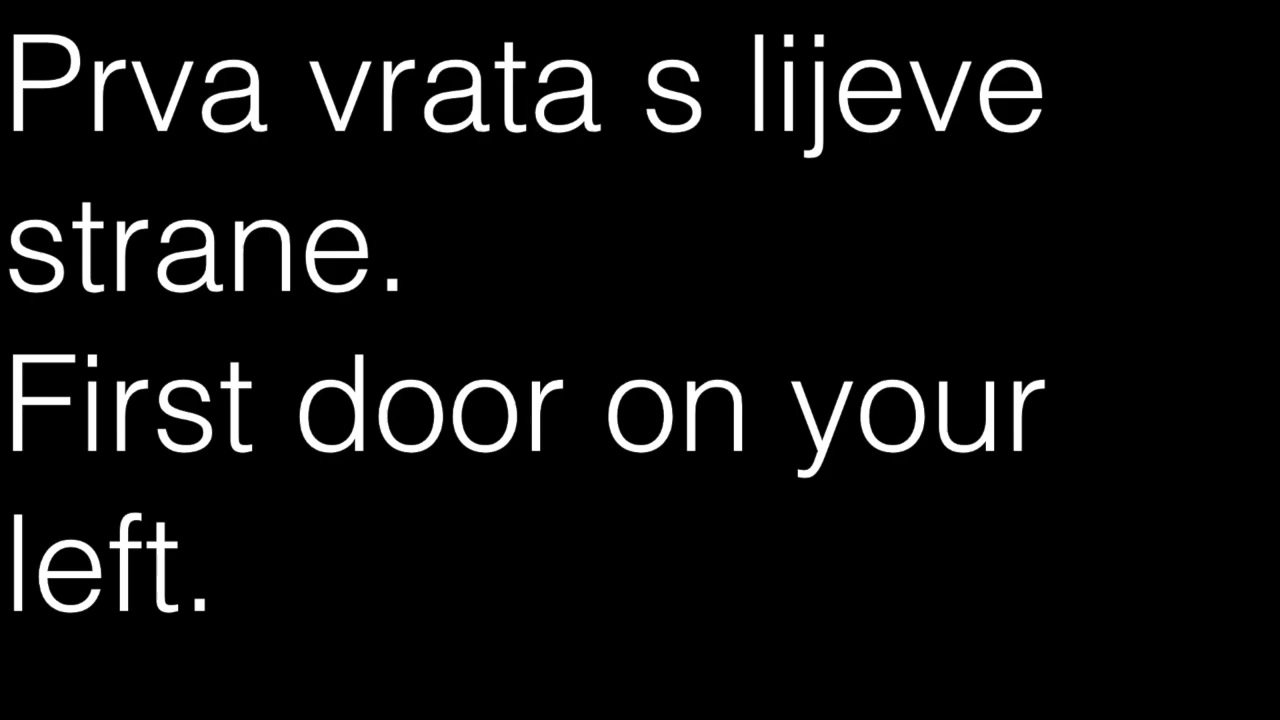 Prva vrata s lijeve
strane.
First door on your
left.